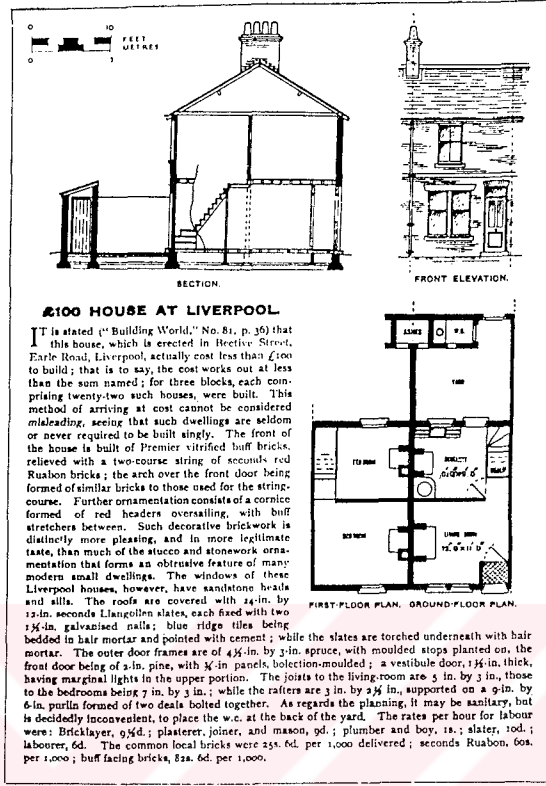 0 10
FEET
METRES
0 3
SECTION.
FRONT ELEVATION.
£100 HOUSE AT LIVERPOOL.
IT is stated ("Building World," No. 81, p. 36) that
this house, which is erected in Bective Street,
Earle Road, Liverpool, actually cost less than £100
to build; that is to say, the cost works out at less
than the sum named; for three blocks, each com-
prising twenty-two such houses, were built. This
method of arriving at cost cannot be considered
misleading, seeing that such dwellings are seldom
or never required to be built singly. The front of
the house is built of Premier vitrified buff bricks,
relieved with a two-course string of seconds red
Ruabon bricks; the arch over the front door being
formed of similar bricks to those used for the string-
course. Further ornamentation consists of a cornice
formed of red headers oversailing, with buff
stretchers between. Such decorative brickwork is
distinctly more pleasing, and in more legitimate
taste, than much of the stucco and stonework orna-
mentation that forms an obtrusive feature of many
modern small dwellings. The windows of these
Liverpool houses, however, have sandstone heads
and sills. The roofs are covered with 24-in. by
12-in. seconds Llangollen slates, each fixed with two
1½-in. galvanised nails; blue ridge tiles being
bedded in hair mortar and pointed with cement; while the slates are torched underneath with hair
mortar. The outer door frames are of 4½-in. by 3-in. spruce, with moulded stops planted on, the
front door being of 2-in. pine, with ⅜-in panels, bolection-moulded; a vestibule door, 1½-in. thick,
having marginal lights in the upper portion. The joists to the living-room are 5 in. by 3 in., those
to the bedrooms being 7 in. by 3 in.; while the rafters are 3 in. by 2½ in., supported on a 9-in. by
6-in. purlin formed of two deals bolted together. As regards the planning, it may be sanitary, but
is decidedly inconvenient, to place the w.c. at the back of the yard. The rates per hour for labour
were: Bricklayer, 9½d.; plasterer, joiner, and mason, 9d.; plumber and boy, 1s.; slater, 10d.;
labourer, 6d. The common local bricks were 25s. 6d. per 1,000 delivered; seconds Ruabon, 60s.
per 1,000; buff facing bricks, 82s. 6d. per 1,000.
ASHES
W.C.
YARD
BED ROOM
SCULLERY
COALS
BED ROOM
LIVING ROOM
FIRST-FLOOR PLAN. GROUND-FLOOR PLAN.